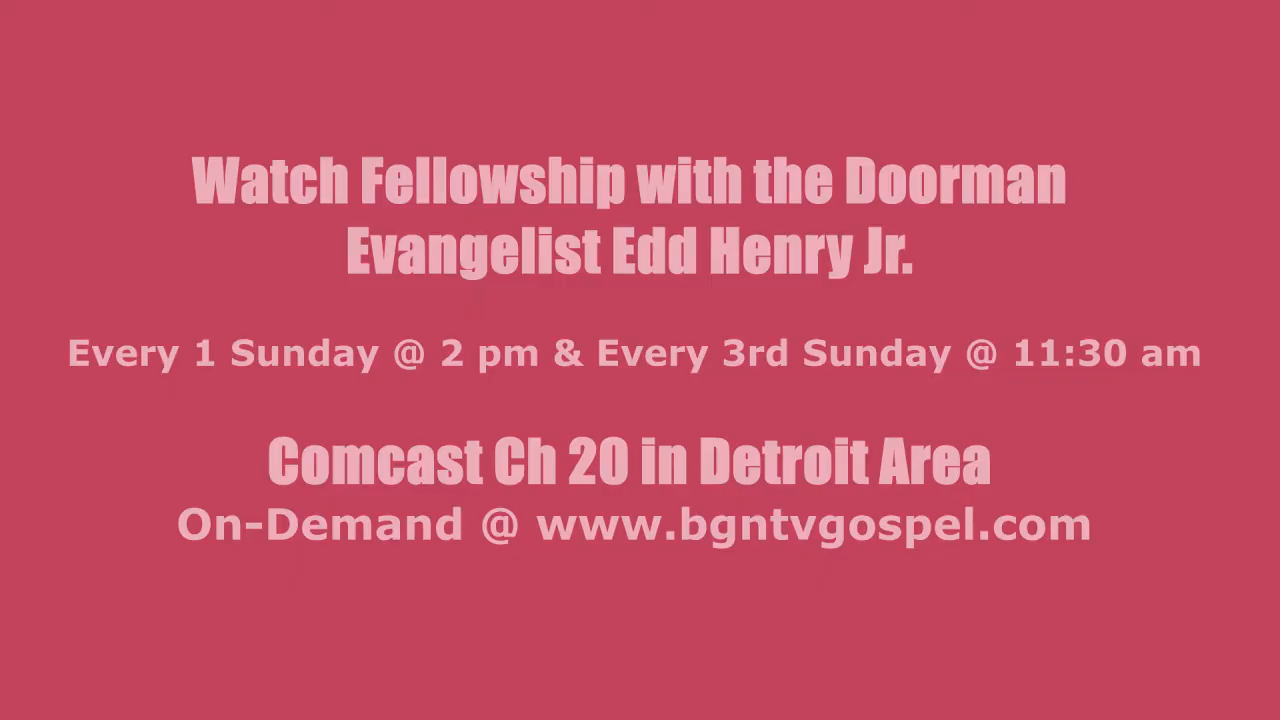 Watch Fellowship with the Doorman
Evangelist Edd Henry Jr.
Every 1 Sunday @ 2 pm & Every 3rd Sunday @ 11:30 am
Comcast Ch 20 in Detroit Area
On-Demand @ www.bgntvgospel.com